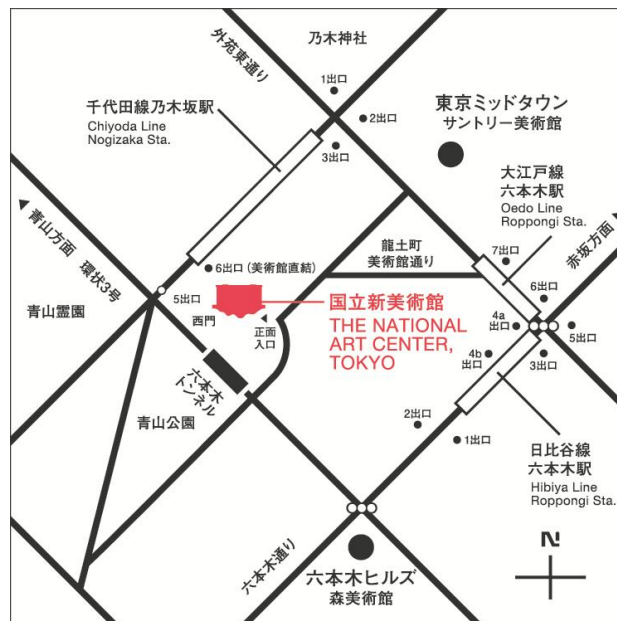 外苑東通り
乃木神社
1出口
2出口
3出口
千代田線乃木坂駅
Chiyoda Line
Nogizaka Sta.
東京ミッドタウン
サントリー美術館
大江戸線
六本木駅
Oedo Line
Roppongi Sta.
赤坂方面
青山方面 環状3号
龍土町
美術館通り
7出口
6出口
6出口(美術館直結)
5出口
青山霊園
西門
正面
入口
国立新美術館
THE NATIONAL
ART CENTER,
TOKYO
4a
出口
5出口
4b
出口
3出口
六本木
トンネル
青山公園
2出口
1出口
日比谷線
六本木駅
Hibiya Line
Roppongi Sta.
六本木通り
六本木ヒルズ
森美術館
N